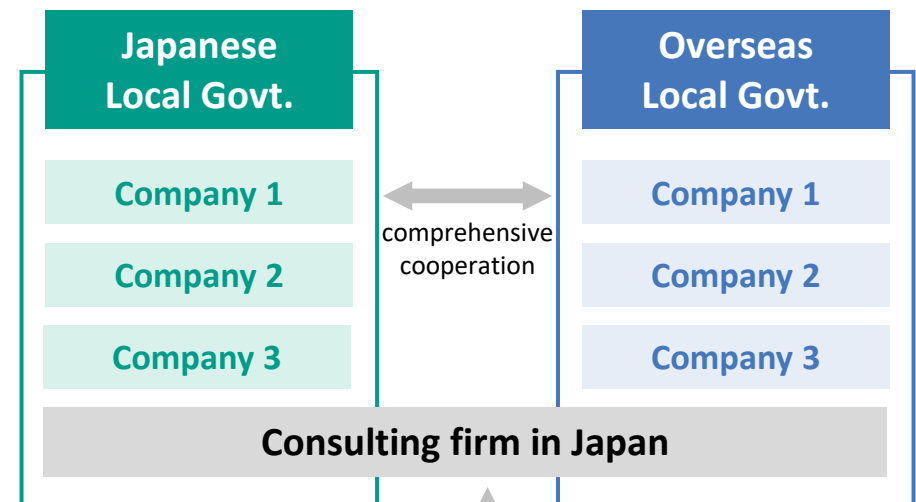 Japanese
Local Govt.
Company 1
Company 2
Company 3
comprehensive
cooperation
Overseas
Local Govt.
Company 1
Company 2
Company 3
Consulting firm in Japan